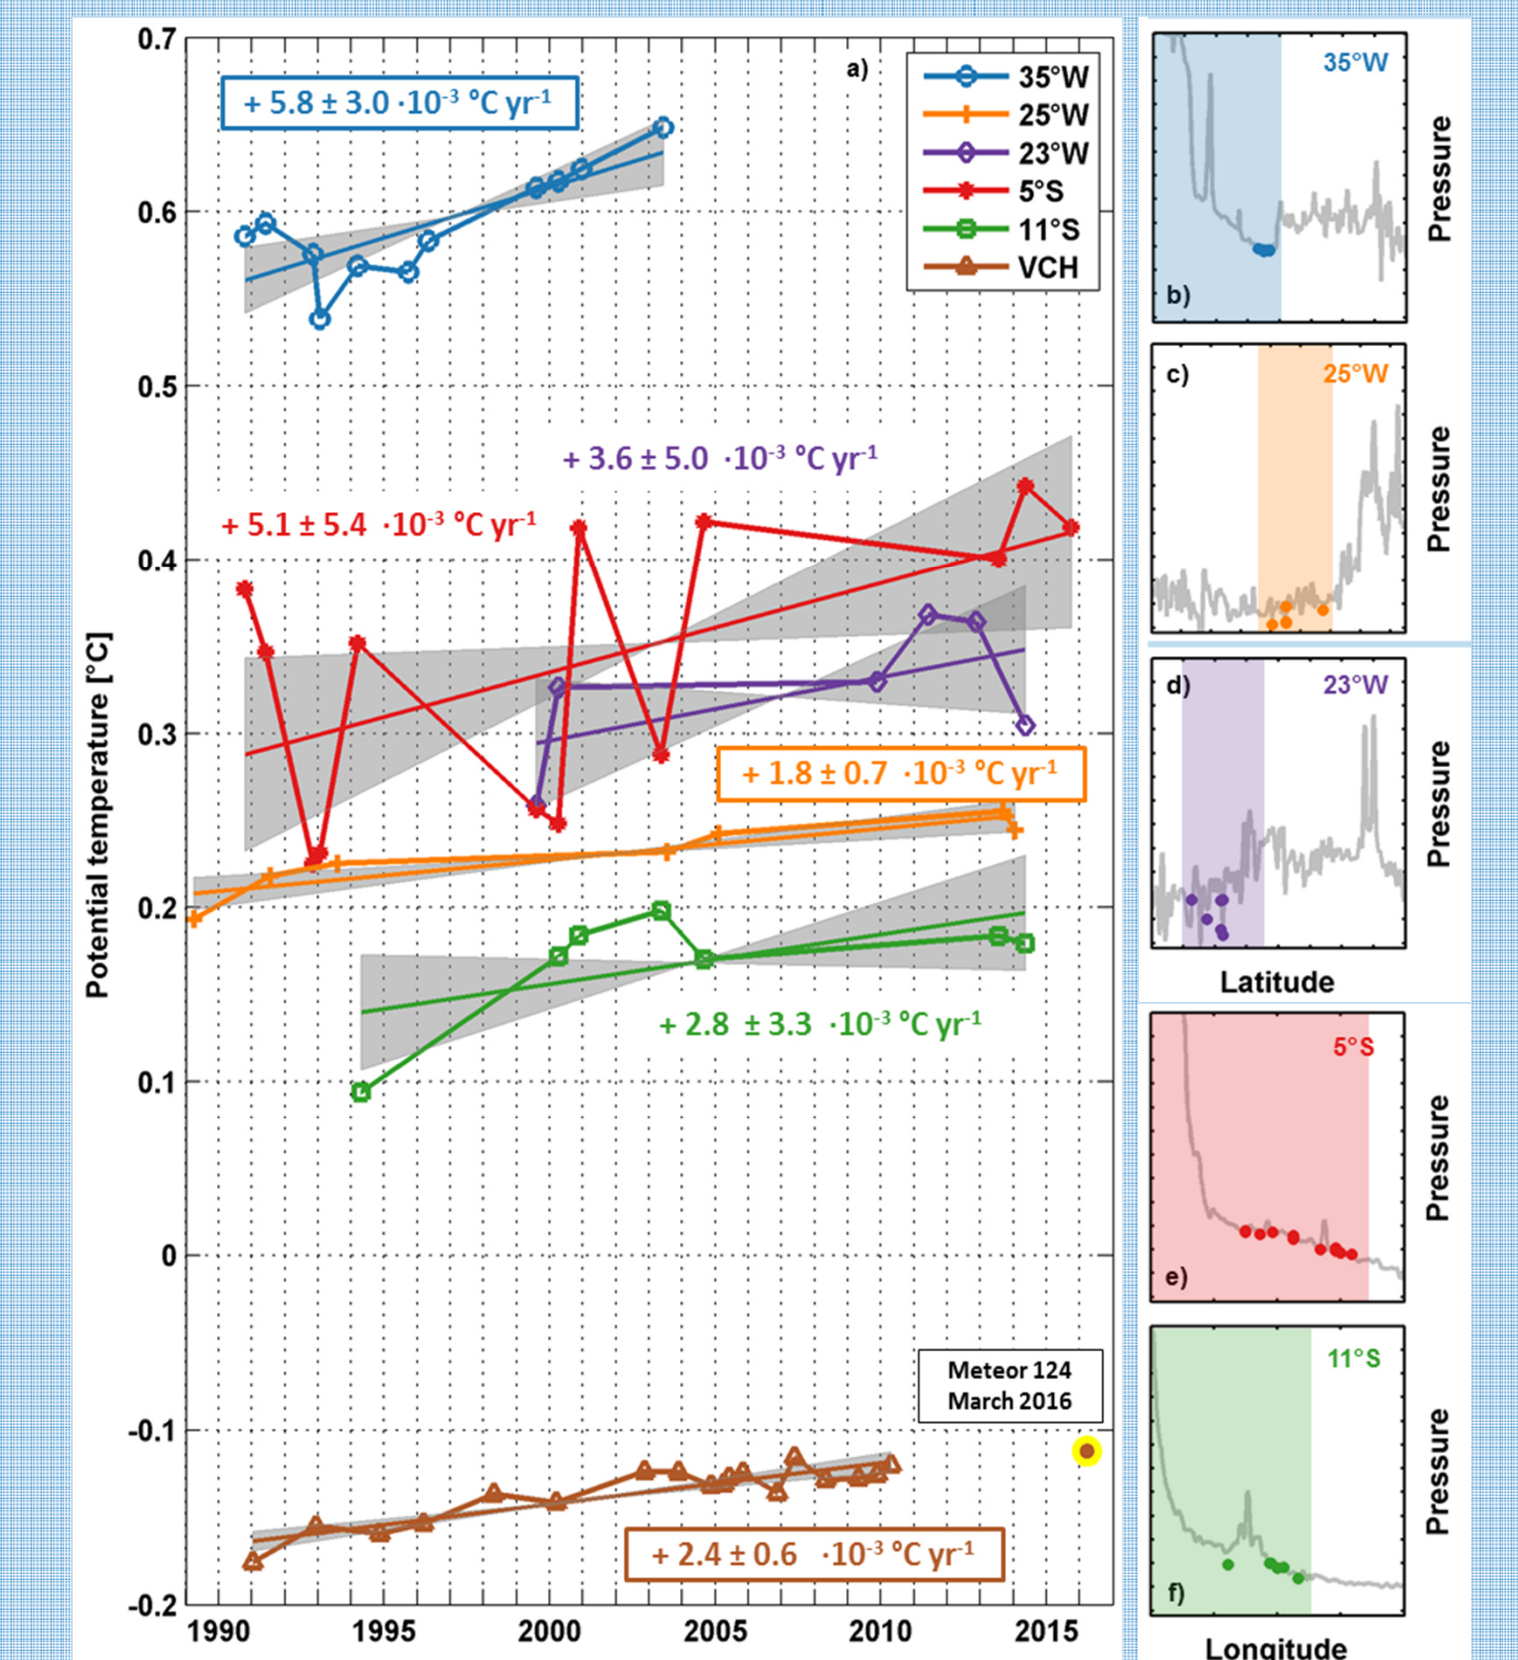 a)
35°W
25°W
23°W
5°S
11°S
VCH
+ 5.8 ± 3.0 ·10⁻³ °C yr⁻¹
+ 3.6 ± 5.0 ·10⁻³ °C yr⁻¹
+ 5.1 ± 5.4 ·10⁻³ °C yr⁻¹
+ 1.8 ± 0.7 ·10⁻³ °C yr⁻¹
+ 2.8 ± 3.3 ·10⁻³ °C yr⁻¹
Meteor 124
March 2016
+ 2.4 ± 0.6 ·10⁻³ °C yr⁻¹
Potential temperature [°C]
0.7
0.6
0.5
0.4
0.3
0.2
0.1
0
-0.1
-0.2
1990 1995 2000 2005 2010 2015
35°W
b)
Pressure
c)
25°W
Pressure
d)
23°W
Pressure
Latitude
5°S
e)
Pressure
11°S
f)
Pressure
Longitude